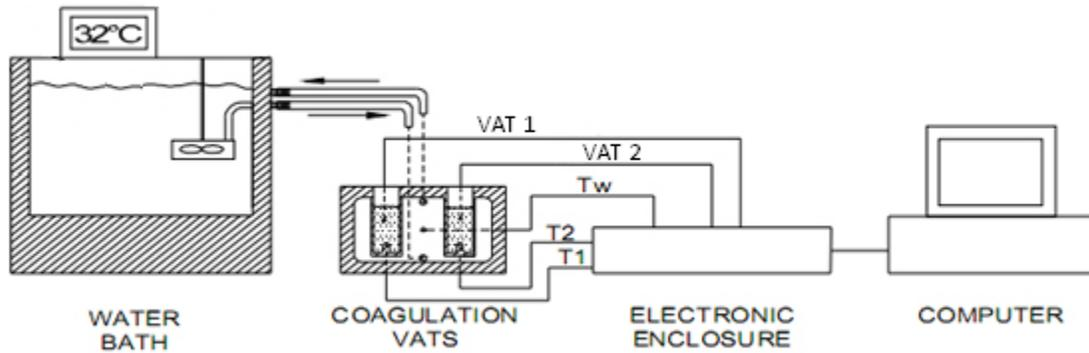 32°C
VAT 1
VAT 2
Tw
T2
T1
WATER
BATH
COAGULATION
VATS
ELECTRONIC
ENCLOSURE
COMPUTER